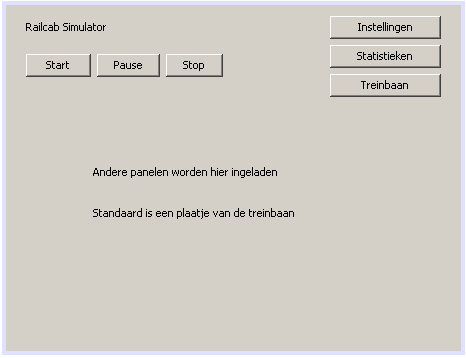 Railcab Simulator
Instellingen
Start Pause Stop
Statistieken
Treinbaan
Andere panelen worden hier ingeladen
Standaard is een plaatje van de treinbaan